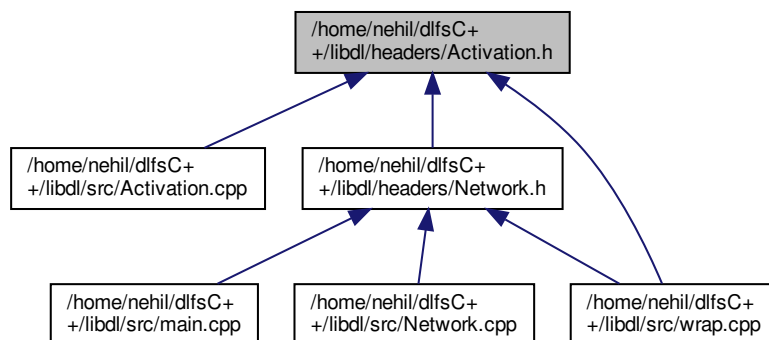 /home/nehil/dlfsC+
+/libdl/headers/Activation.h
/home/nehil/dlfsC+
+/libdl/src/Activation.cpp
/home/nehil/dlfsC+
+/libdl/headers/Network.h
/home/nehil/dlfsC+
+/libdl/src/main.cpp
/home/nehil/dlfsC+
+/libdl/src/Network.cpp
/home/nehil/dlfsC+
+/libdl/src/wrap.cpp